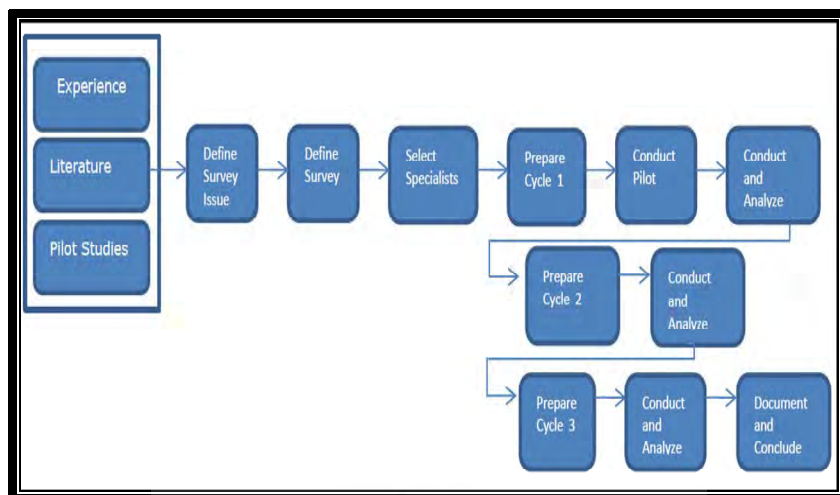 Experience
Literature
Pilot Studies
Define
Survey
Issue
Define
Survey
Select
Specialists
Prepare
Cycle 1
Conduct
Pilot
Conduct
and
Analyze
Prepare
Cycle 2
Conduct
and
Analyze
Prepare
Cycle 3
Conduct
and
Analyze
Document
and
Conclude